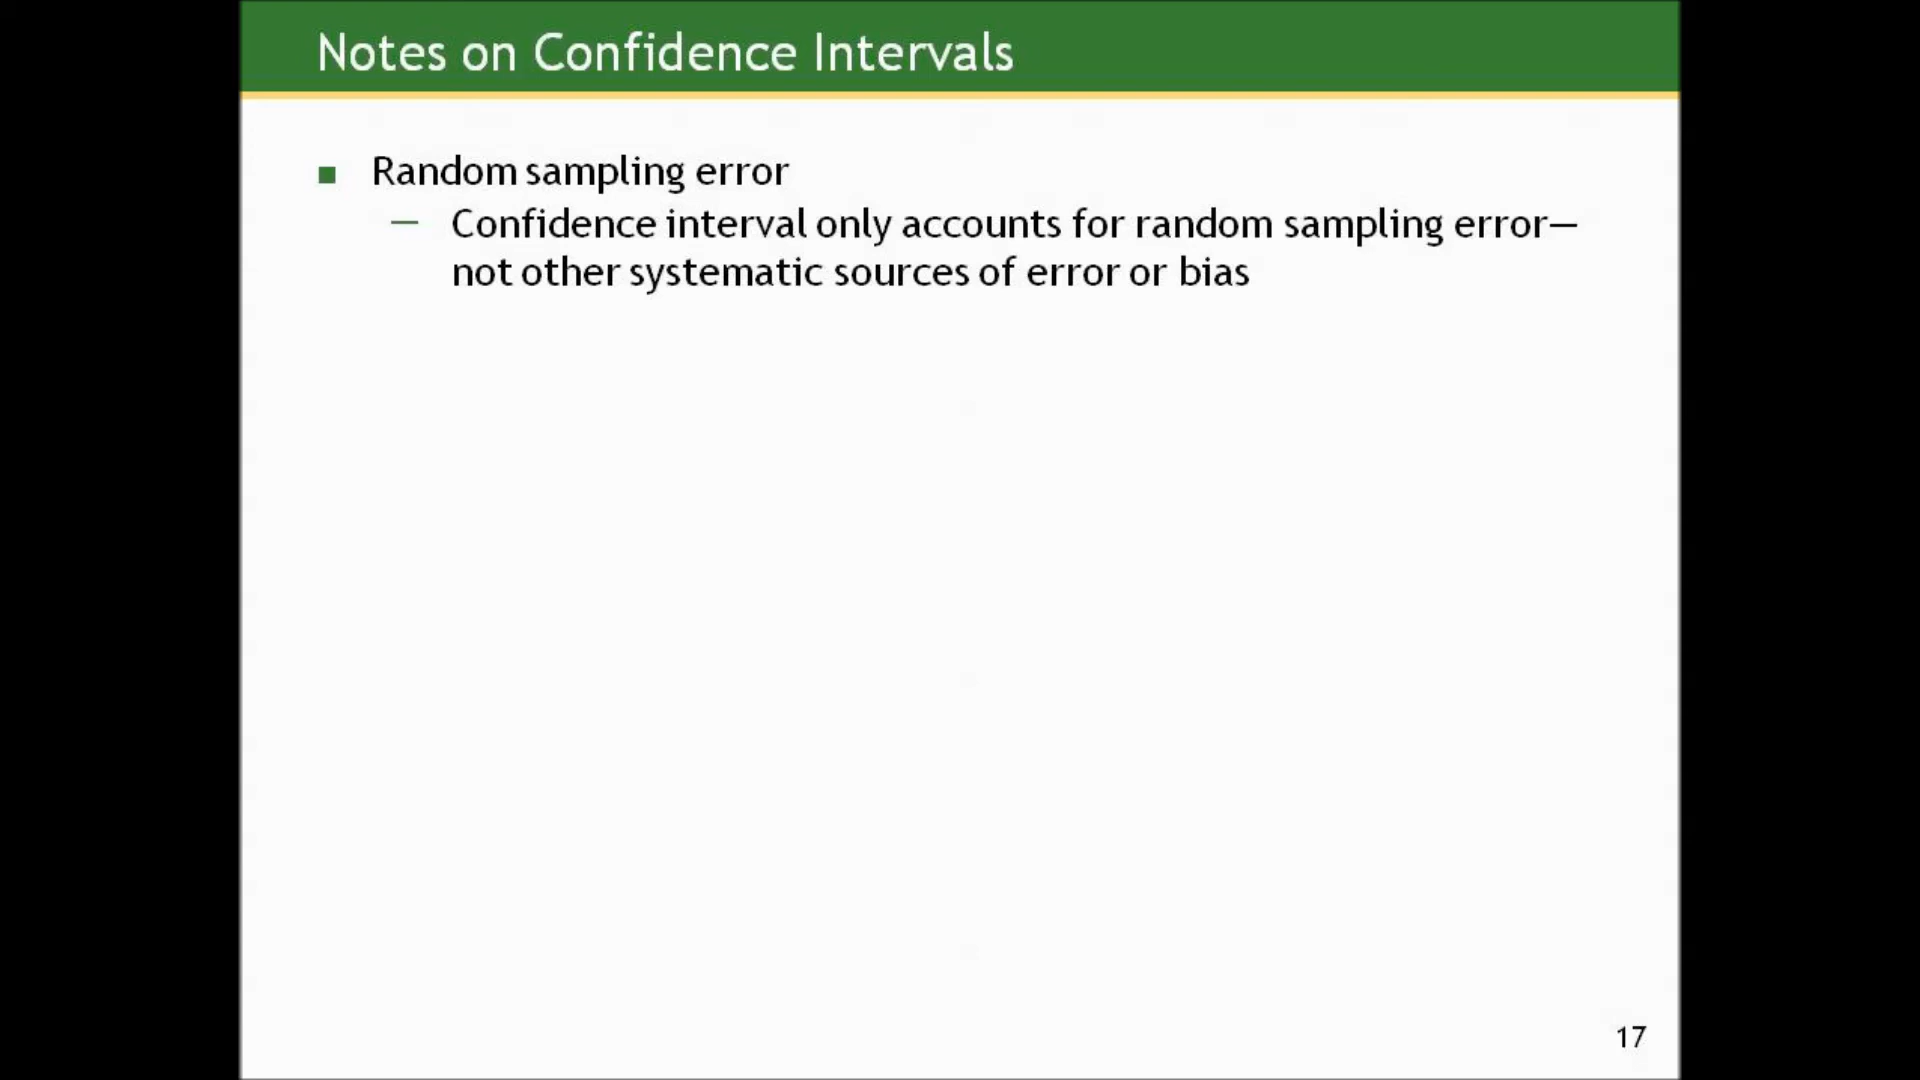 Notes on Confidence Intervals
Random sampling error
— Confidence interval only accounts for random sampling error—
not other systematic sources of error or bias
17